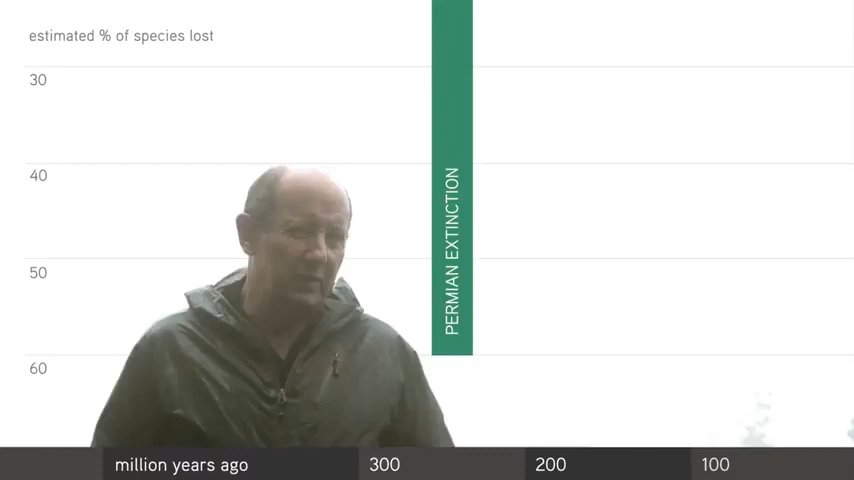 estimated % of species lost
30
40
50
60
PERMIAN EXTINCTION
million years ago
300
200
100